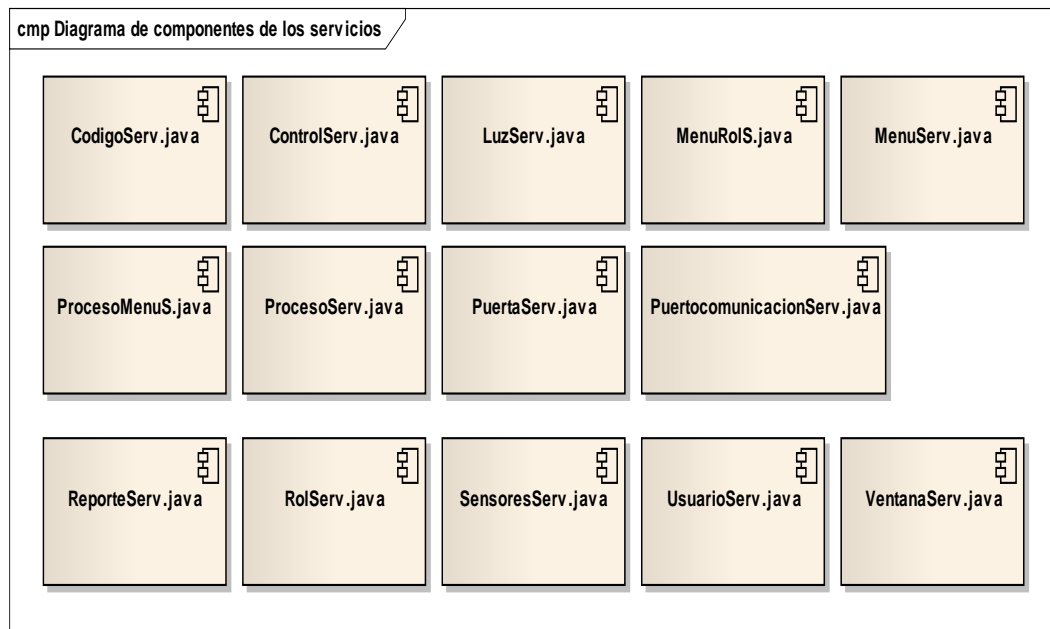 cmp Diagrama de componentes de los servicios
CodigoServ.java
ControlServ.java
LuzServ.java
MenuRolS.java
MenuServ.java
ProcesoMenuS.java
ProcesoServ.java
PuertaServ.java
PuertocomunicacionServ.java
ReporteServ.java
RolServ.java
SensoresServ.java
UsuarioServ.java
VentanaServ.java